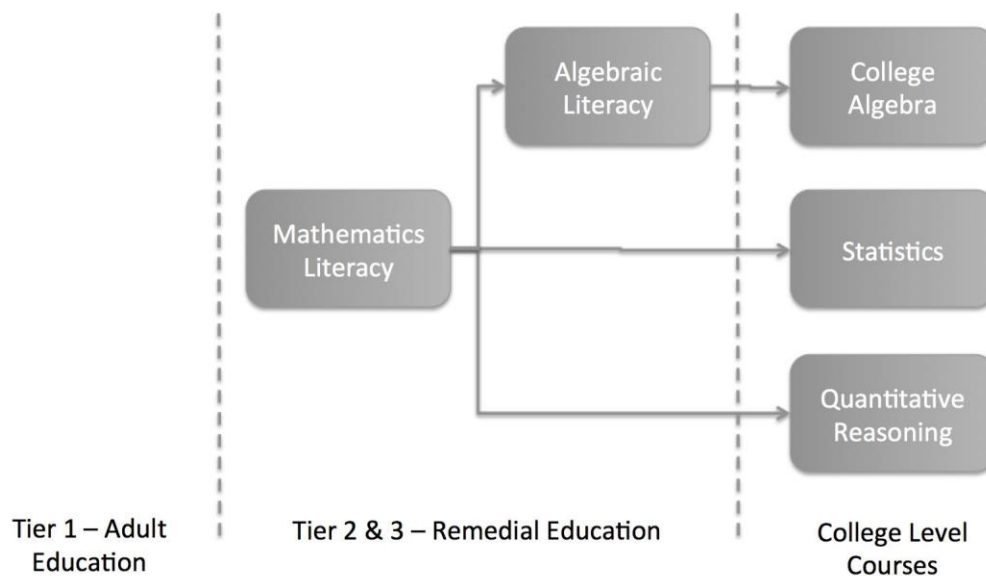 Algebraic
Literacy
College
Algebra
Mathematics
Literacy
Statistics
Quantitative
Reasoning
Tier 1 – Adult
Education
Tier 2 & 3 – Remedial Education
College Level
Courses